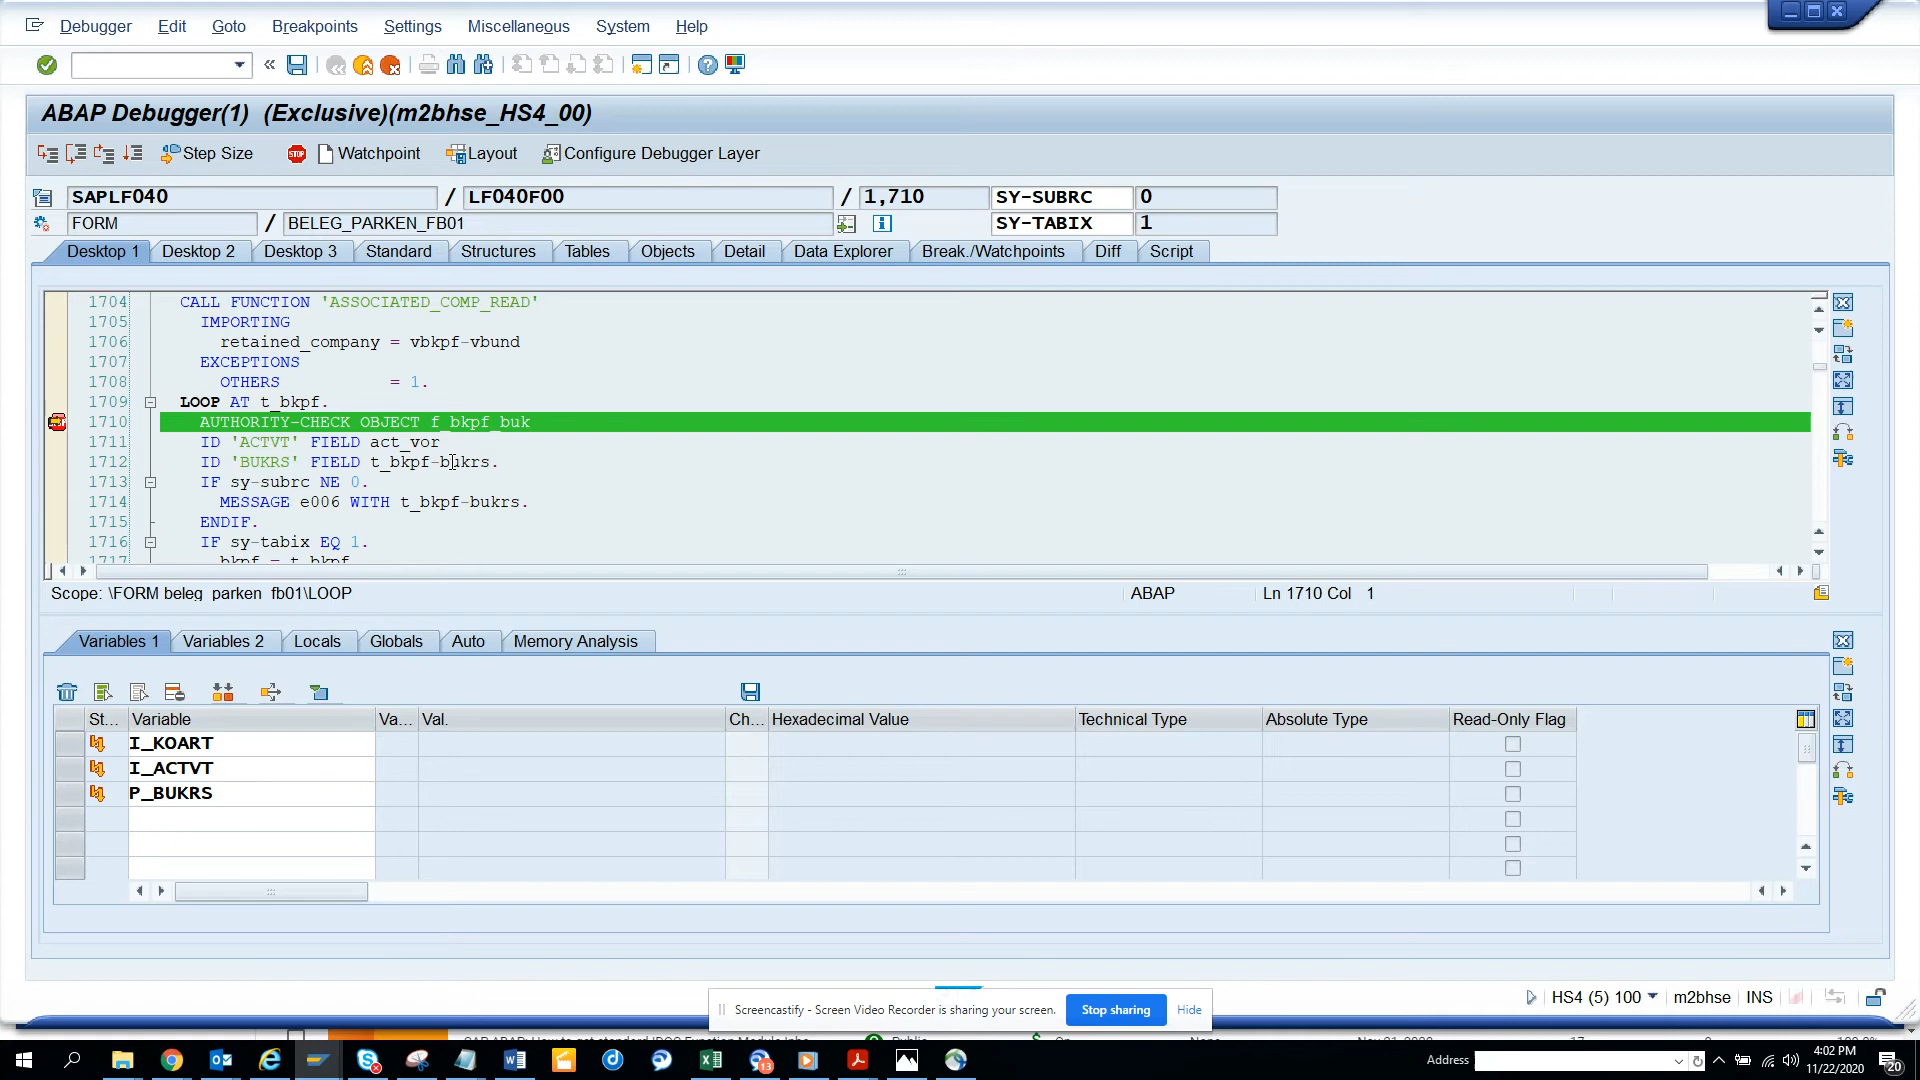 Debugger Edit Goto Breakpoints Settings Miscellaneous System Help
ABAP Debugger(1) (Exclusive)(m2bhse_HS4_00)
Step Size STOP Watchpoint Layout Configure Debugger Layer
SAPLF040 / LF040F00 / 1,710 SY-SUBRC 0
FORM / BELEG_PARKEN_FB01 SY-TABIX 1
Desktop 1 Desktop 2 Desktop 3 Standard Structures Tables Objects Detail Data Explorer Break./Watchpoints Diff Script
1704 CALL FUNCTION 'ASSOCIATED_COMP_READ'
1705 IMPORTING
1706 retained_company = vbkpf-vbund
1707 EXCEPTIONS
1708 OTHERS = 1.
1709 LOOP AT t_bkpf.
1710 AUTHORITY-CHECK OBJECT f_bkpf_buk
1711 ID 'ACTVT' FIELD act_vor
1712 ID 'BUKRS' FIELD t_bkpf-bukrs.
1713 IF sy-subrc NE 0.
1714 MESSAGE e006 WITH t_bkpf-bukrs.
1715 ENDIF.
1716 IF sy-tabix EQ 1.
1717 bkpf = t_bkpf
Scope: \FORM beleg_parken_fb01\LOOP ABAP Ln 1710 Col 1
Variables 1 Variables 2 Locals Globals Auto Memory Analysis
St... Variable Va... Val. Ch... Hexadecimal Value Technical Type Absolute Type Read-Only Flag
I_KOART
I_ACTVT
P_BUKRS
HS4 (5) 100 m2bhse INS
Screencastify - Screen Video Recorder is sharing your screen. Stop sharing Hide
Address
4:02 PM
11/22/2020
13
20